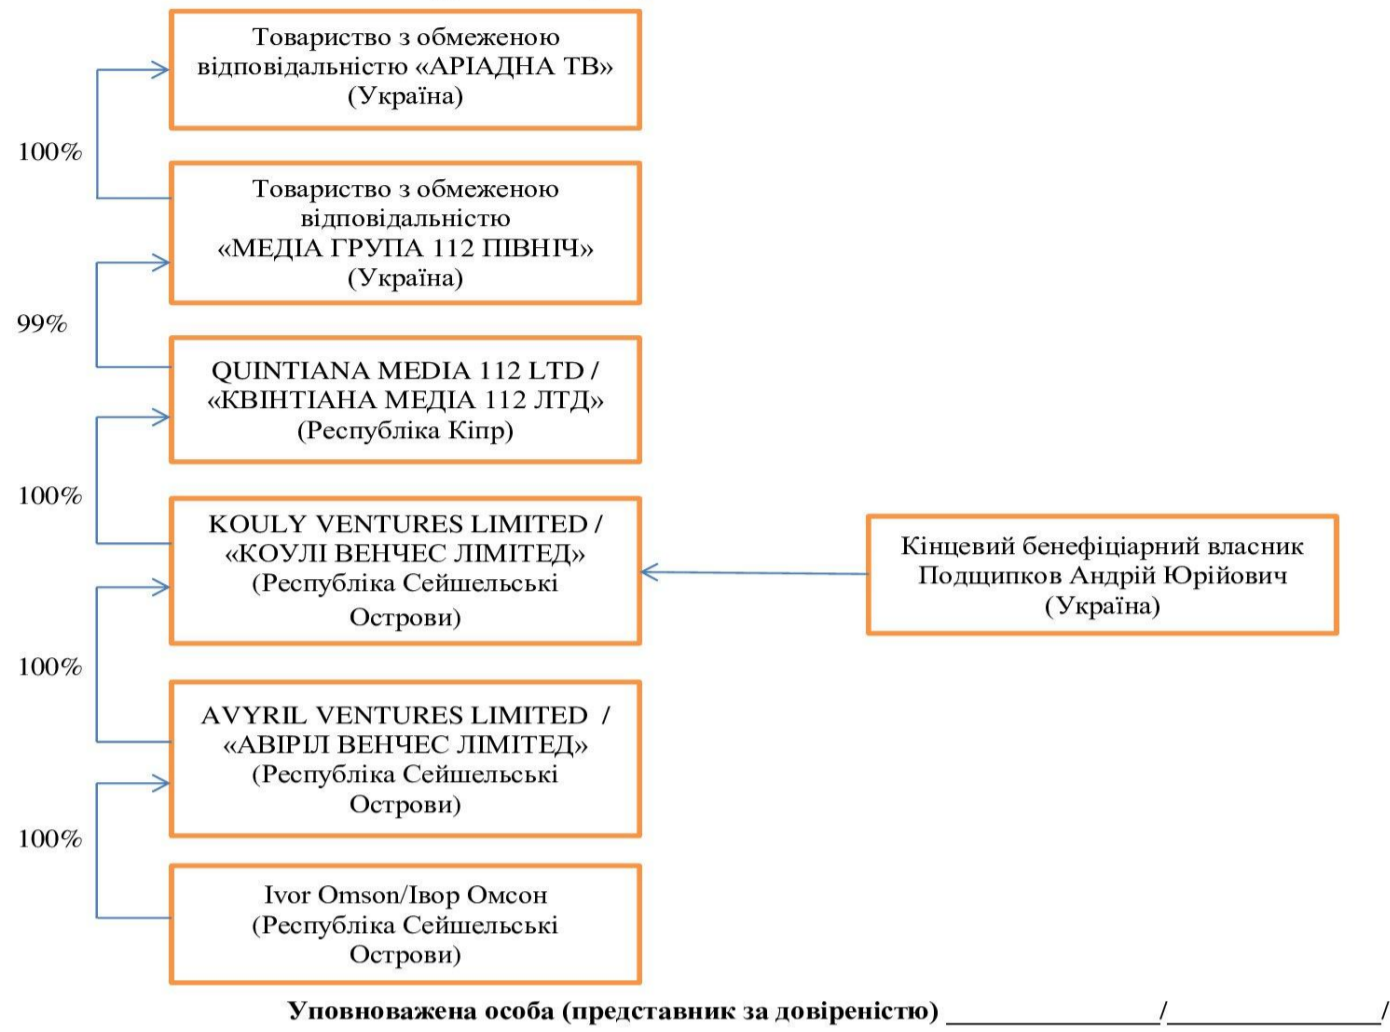 Товариство з обмеженою
відповідальністю «АРІАДНА ТВ»
(Україна)
100%
Товариство з обмеженою
відповідальністю
«МЕДІА ГРУПА 112 ПІВНІЧ»
(Україна)
99%
QUINTIANA MEDIA 112 LTD /
«КВІНТІАНА МЕДІА 112 ЛТД»
(Республіка Кіпр)
100%
KOULY VENTURES LIMITED /
«КОУЛІ ВЕНЧЕС ЛІМІТЕД»
(Республіка Сейшельські
Острови)
Кінцевий бенефіціарний власник
Подщипков Андрій Юрійович
(Україна)
100%
AVYRIL VENTURES LIMITED /
«АВІРІЛ ВЕНЧЕС ЛІМІТЕД»
(Республіка Сейшельські
Острови)
100%
Ivor Omson/Івор Омсон
(Республіка Сейшельські
Острови)
Уповноважена особа (представник за довіреністю) ________________/________________/